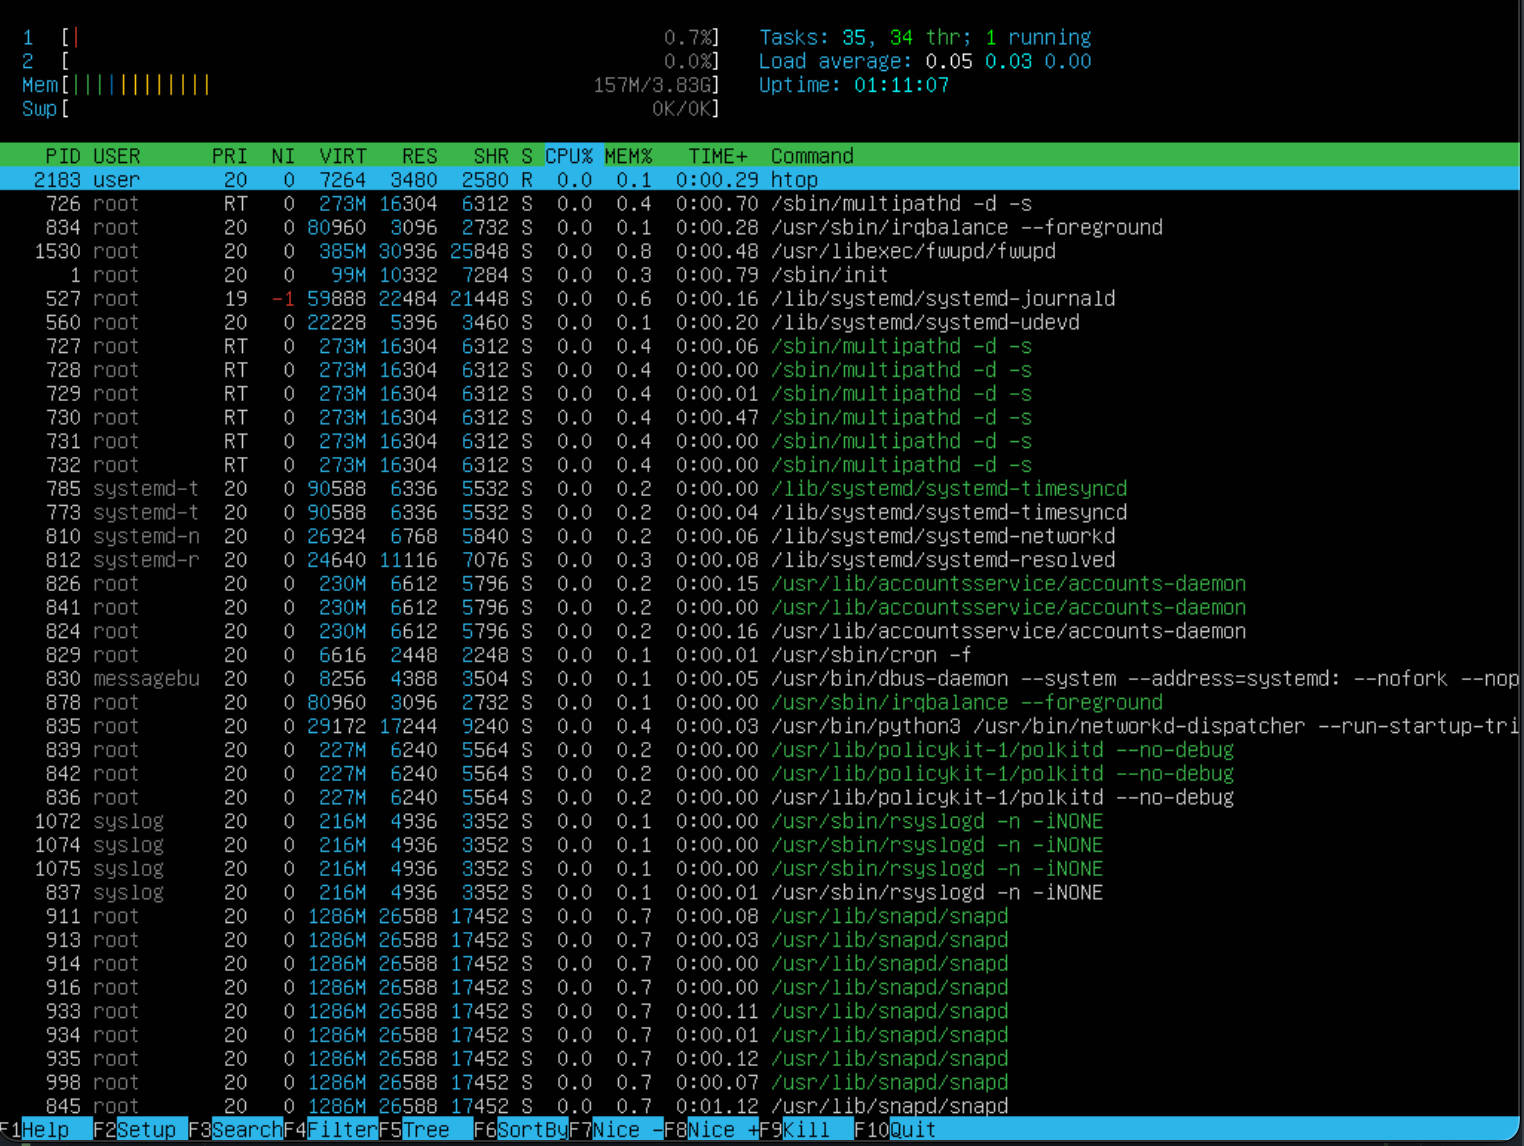 1 [| 0.7%] Tasks: 35, 34 thr; 1 running
2 [ 0.0%] Load average: 0.05 0.03 0.00
Mem[|||||||||||| 157M/3.83G] Uptime: 01:11:07
Swp[ 0K/0K]
PID USER PRI NI VIRT RES SHR S CPU% MEM% TIME+ Command
2183 user 20 0 7264 3480 2580 R 0.0 0.1 0:00.29 htop
726 root RT 0 273M 16304 6312 S 0.0 0.4 0:00.70 /sbin/multipathd -d -s
834 root 20 0 80960 3096 2732 S 0.0 0.1 0:00.28 /usr/sbin/irqbalance --foreground
1530 root 20 0 385M 30936 25848 S 0.0 0.8 0:00.48 /usr/libexec/fwupd/fwupd
1 root 20 0 99M 10332 7284 S 0.0 0.3 0:00.79 /sbin/init
527 root 19 -1 59888 22484 21448 S 0.0 0.6 0:00.16 /lib/systemd/systemd-journald
560 root 20 0 22228 5396 3460 S 0.0 0.1 0:00.20 /lib/systemd/systemd-udevd
727 root RT 0 273M 16304 6312 S 0.0 0.4 0:00.06 /sbin/multipathd -d -s
728 root RT 0 273M 16304 6312 S 0.0 0.4 0:00.00 /sbin/multipathd -d -s
729 root RT 0 273M 16304 6312 S 0.0 0.4 0:00.01 /sbin/multipathd -d -s
730 root RT 0 273M 16304 6312 S 0.0 0.4 0:00.47 /sbin/multipathd -d -s
731 root RT 0 273M 16304 6312 S 0.0 0.4 0:00.00 /sbin/multipathd -d -s
732 root RT 0 273M 16304 6312 S 0.0 0.4 0:00.00 /sbin/multipathd -d -s
785 systemd-t 20 0 90588 6336 5532 S 0.0 0.2 0:00.00 /lib/systemd/systemd-timesyncd
773 systemd-t 20 0 90588 6336 5532 S 0.0 0.2 0:00.04 /lib/systemd/systemd-timesyncd
810 systemd-n 20 0 26924 6768 5840 S 0.0 0.2 0:00.06 /lib/systemd/systemd-networkd
812 systemd-r 20 0 24640 11116 7076 S 0.0 0.3 0:00.08 /lib/systemd/systemd-resolved
826 root 20 0 230M 6612 5796 S 0.0 0.2 0:00.15 /usr/lib/accountsservice/accounts-daemon
841 root 20 0 230M 6612 5796 S 0.0 0.2 0:00.00 /usr/lib/accountsservice/accounts-daemon
824 root 20 0 230M 6612 5796 S 0.0 0.2 0:00.16 /usr/lib/accountsservice/accounts-daemon
829 root 20 0 6616 2448 2248 S 0.0 0.1 0:00.01 /usr/sbin/cron -f
830 messagebu 20 0 8256 4388 3504 S 0.0 0.1 0:00.05 /usr/bin/dbus-daemon --system --address=systemd: --nofork --nop
878 root 20 0 80960 3096 2732 S 0.0 0.1 0:00.00 /usr/sbin/irqbalance --foreground
835 root 20 0 29172 17244 9240 S 0.0 0.4 0:00.03 /usr/bin/python3 /usr/bin/networkd-dispatcher --run-startup-tri
839 root 20 0 227M 6240 5564 S 0.0 0.2 0:00.00 /usr/lib/policykit-1/polkitd --no-debug
842 root 20 0 227M 6240 5564 S 0.0 0.2 0:00.00 /usr/lib/policykit-1/polkitd --no-debug
836 root 20 0 227M 6240 5564 S 0.0 0.2 0:00.00 /usr/lib/policykit-1/polkitd --no-debug
1072 syslog 20 0 216M 4936 3352 S 0.0 0.1 0:00.00 /usr/sbin/rsyslogd -n -iNONE
1074 syslog 20 0 216M 4936 3352 S 0.0 0.1 0:00.00 /usr/sbin/rsyslogd -n -iNONE
1075 syslog 20 0 216M 4936 3352 S 0.0 0.1 0:00.00 /usr/sbin/rsyslogd -n -iNONE
837 syslog 20 0 216M 4936 3352 S 0.0 0.1 0:00.01 /usr/sbin/rsyslogd -n -iNONE
911 root 20 0 1286M 26588 17452 S 0.0 0.7 0:00.08 /usr/lib/snapd/snapd
913 root 20 0 1286M 26588 17452 S 0.0 0.7 0:00.03 /usr/lib/snapd/snapd
914 root 20 0 1286M 26588 17452 S 0.0 0.7 0:00.00 /usr/lib/snapd/snapd
916 root 20 0 1286M 26588 17452 S 0.0 0.7 0:00.00 /usr/lib/snapd/snapd
933 root 20 0 1286M 26588 17452 S 0.0 0.7 0:00.11 /usr/lib/snapd/snapd
934 root 20 0 1286M 26588 17452 S 0.0 0.7 0:00.01 /usr/lib/snapd/snapd
935 root 20 0 1286M 26588 17452 S 0.0 0.7 0:00.12 /usr/lib/snapd/snapd
998 root 20 0 1286M 26588 17452 S 0.0 0.7 0:00.07 /usr/lib/snapd/snapd
845 root 20 0 1286M 26588 17452 S 0.0 0.7 0:01.12 /usr/lib/snapd/snapd
F1Help F2Setup F3SearchF4FilterF5Tree F6SortByF7Nice -F8Nice +F9Kill F10Quit